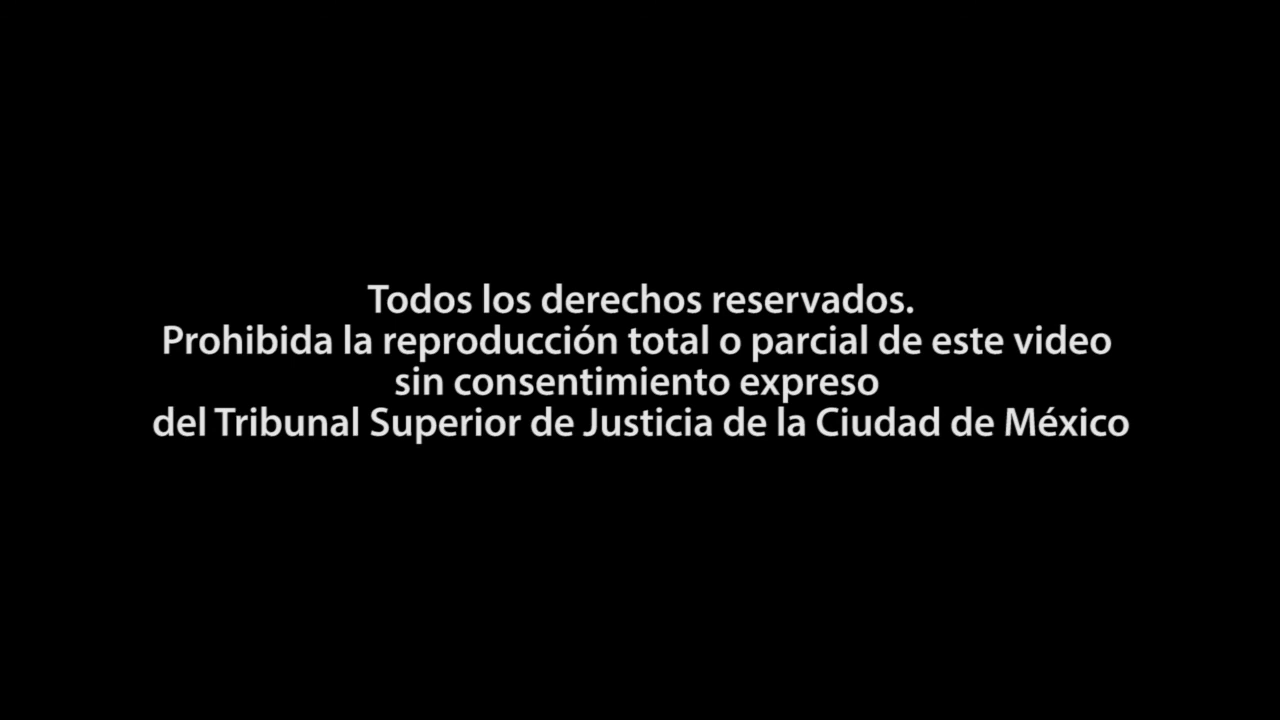 Todos los derechos reservados.
Prohibida la reproducción total o parcial de este video
sin consentimiento expreso
del Tribunal Superior de Justicia de la Ciudad de México